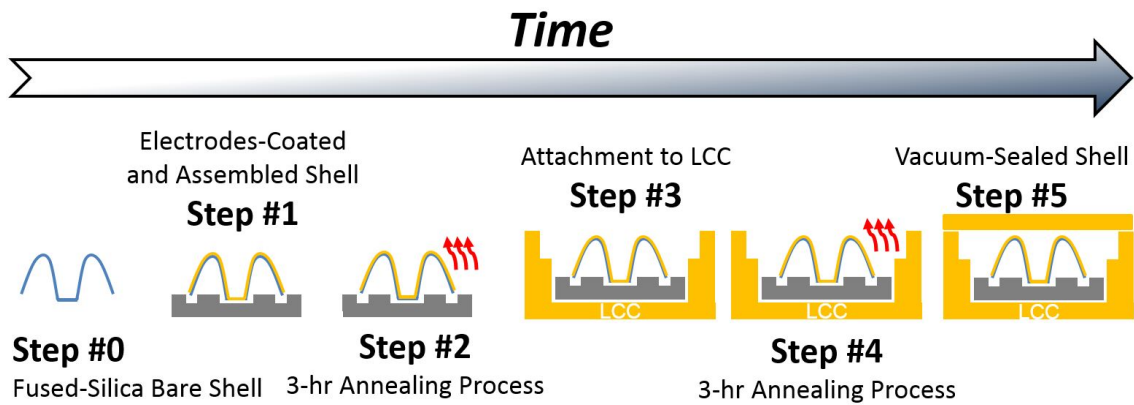 Time
Electrodes-Coated
and Assembled Shell
Step #1
Attachment to LCC
Step #3
Vacuum-Sealed Shell
Step #5
LCC
LCC
Step #0
Fused-Silica Bare Shell
Step #2
3-hr Annealing Process
Step #4
3-hr Annealing Process